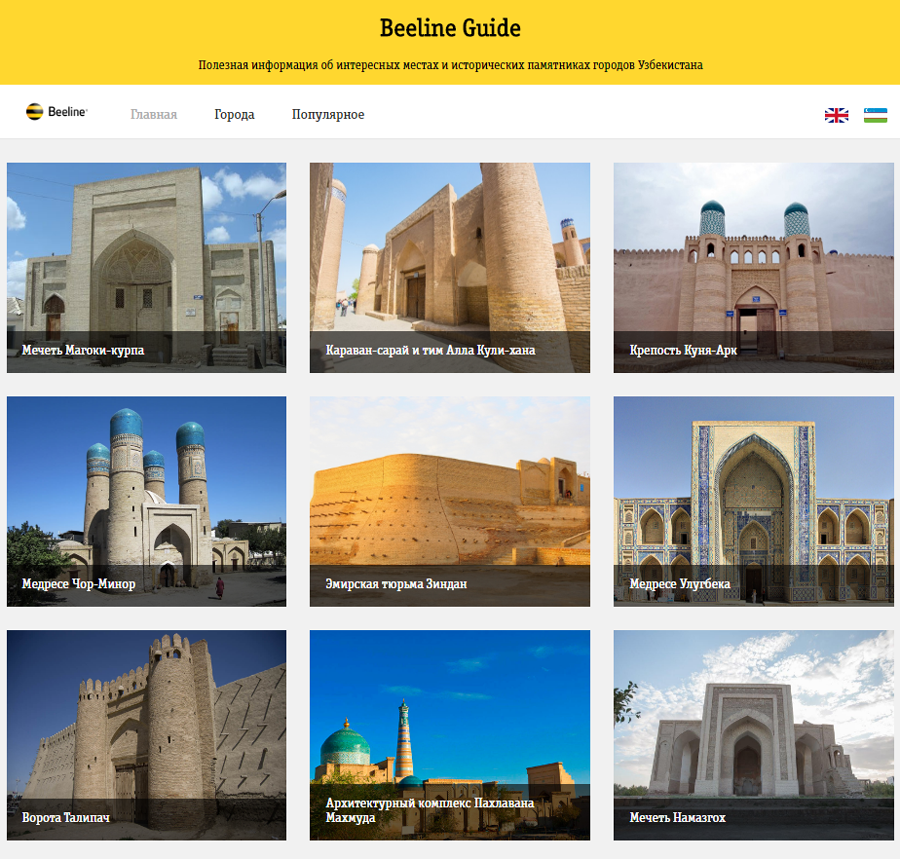 Beeline Guide
Полезная информация об интересных местах и исторических памятниках городов Узбекистана
Beeline
Главная
Города
Популярное
Мечеть Магоки-курпа
Караван-сарай и тим Алла Кули-хана
Крепость Куня-Арк
Медресе Чор-Минор
Эмирская тюрьма Зиндан
Медресе Улугбека
Ворота Талипач
Архитектурный комплекс Пахлавана
Махмуда
Мечеть Намазгох